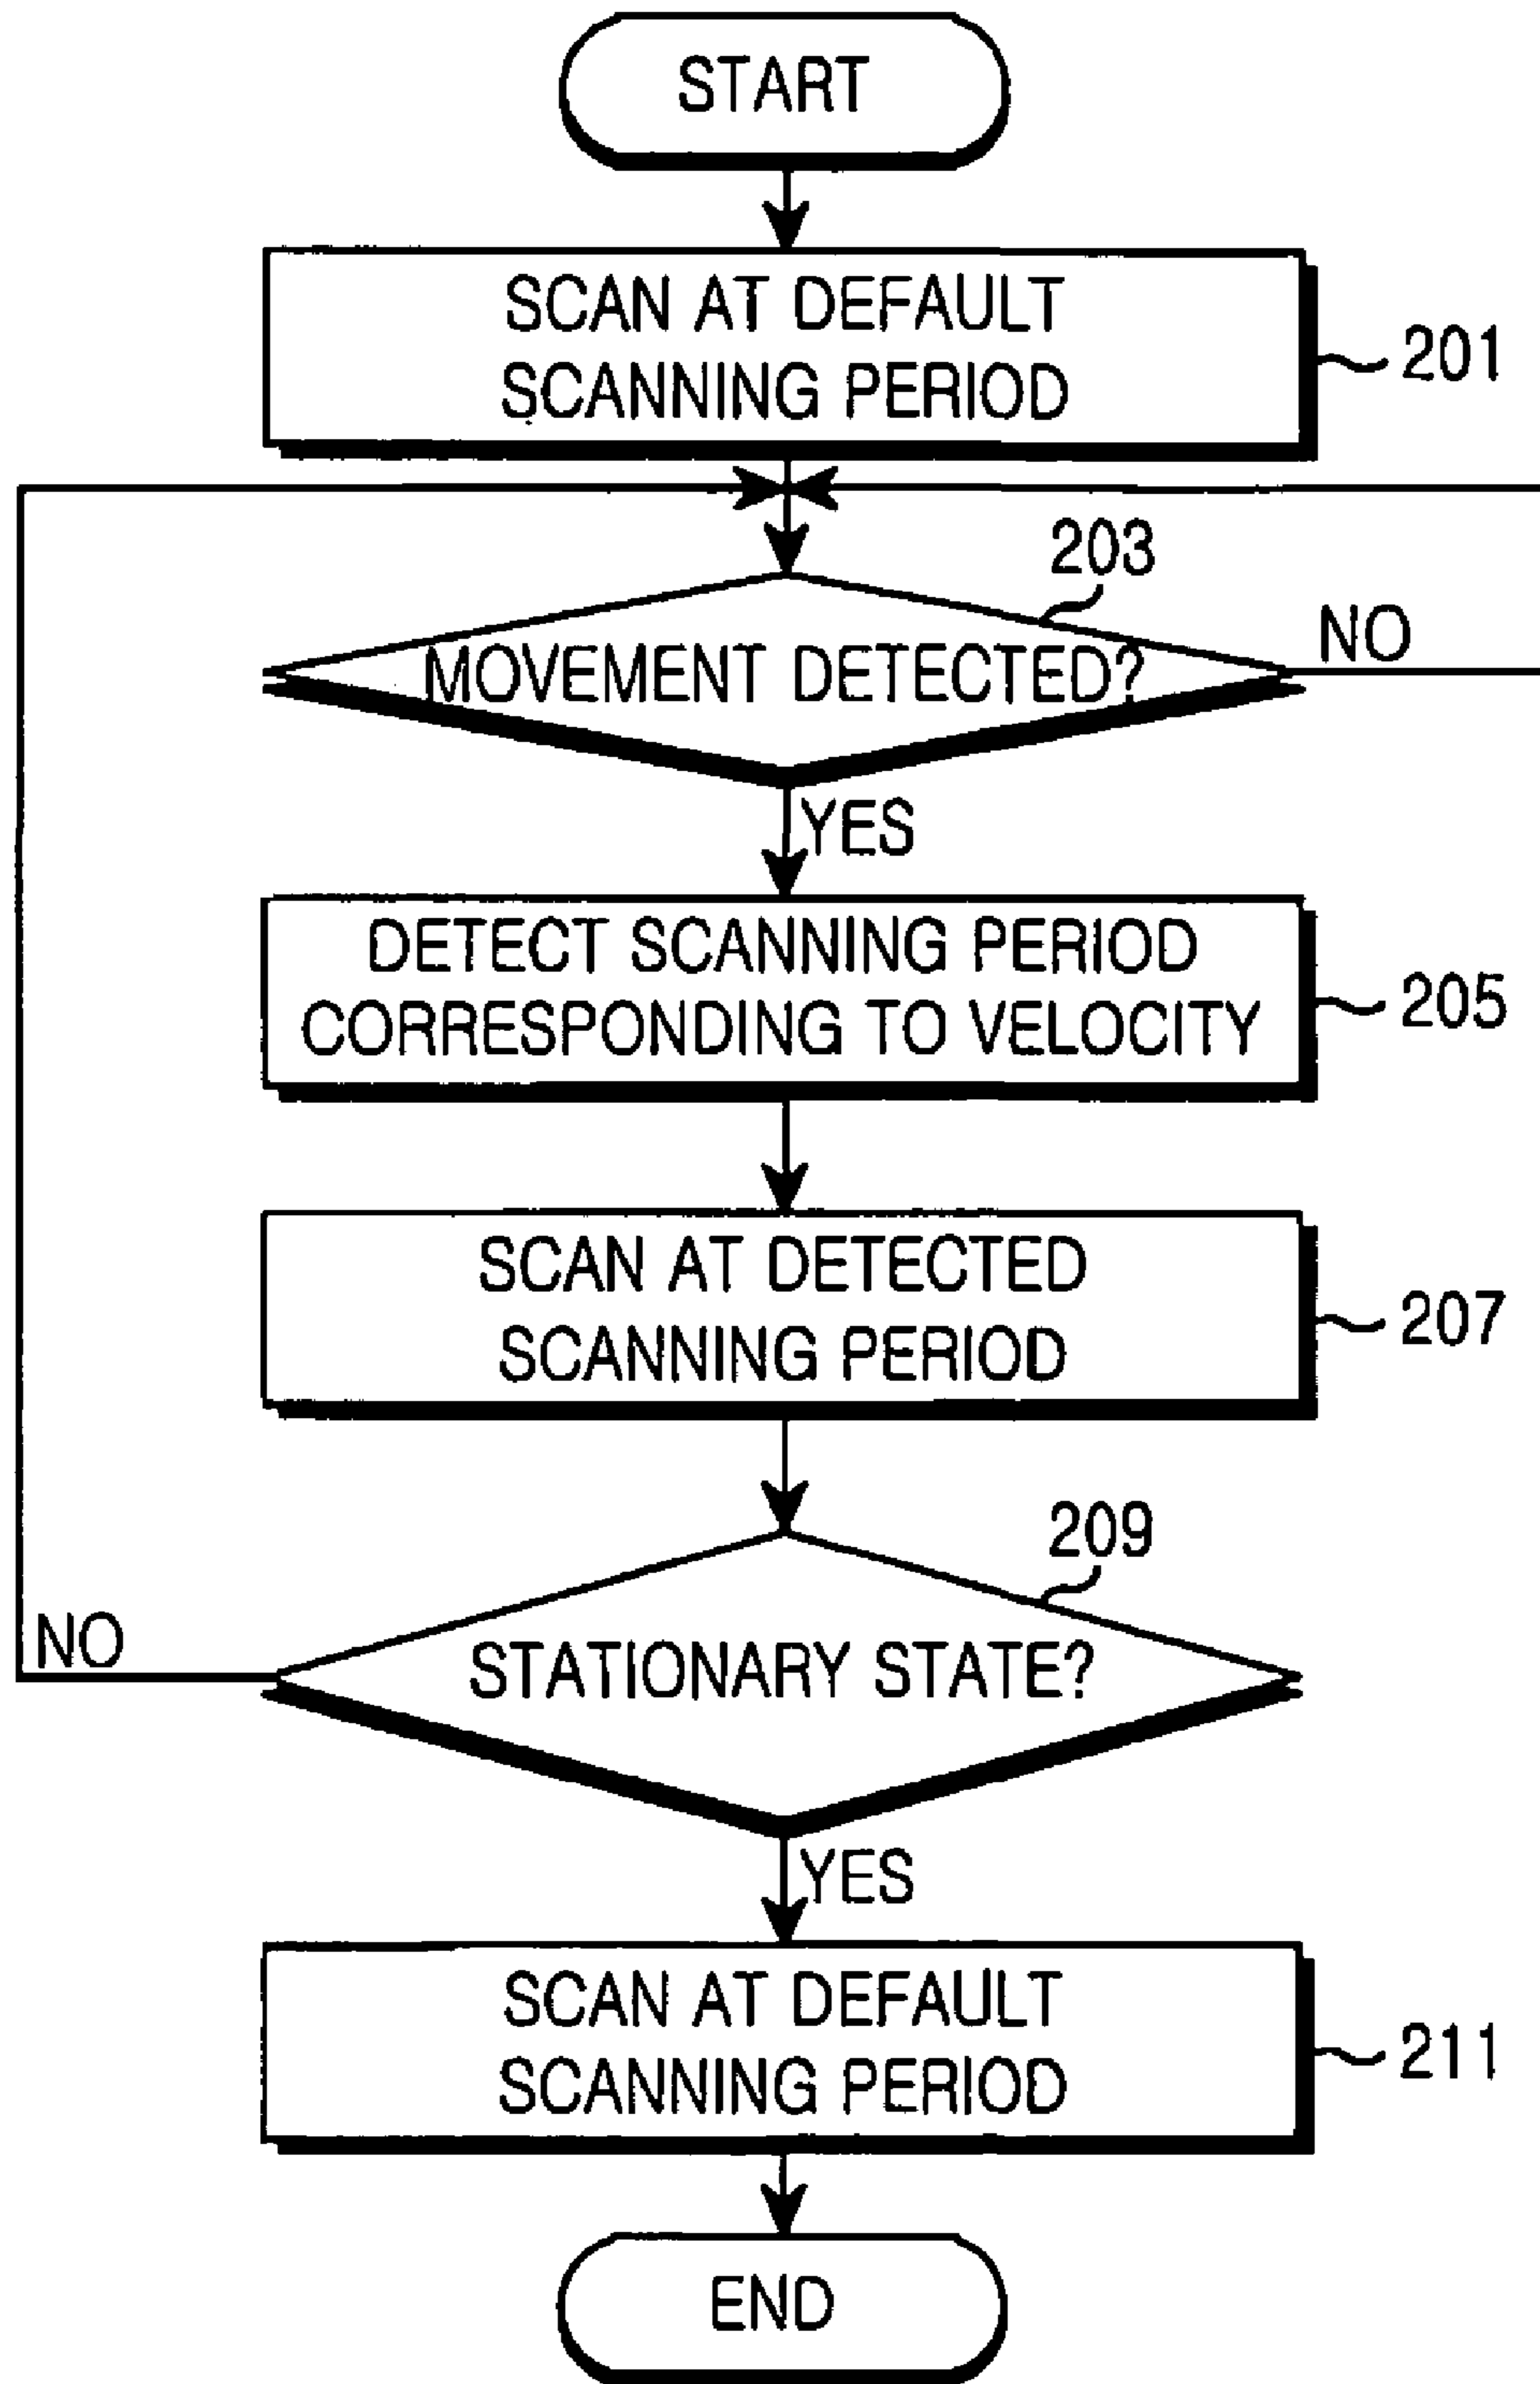 START
SCAN AT DEFAULT
SCANNING PERIOD
201
203
MOVEMENT DETECTED?
NO
YES
DETECT SCANNING PERIOD
CORRESPONDING TO VELOCITY
205
SCAN AT DETECTED
SCANNING PERIOD
207
209
STATIONARY STATE?
NO
YES
SCAN AT DEFAULT
SCANNING PERIOD
211
END